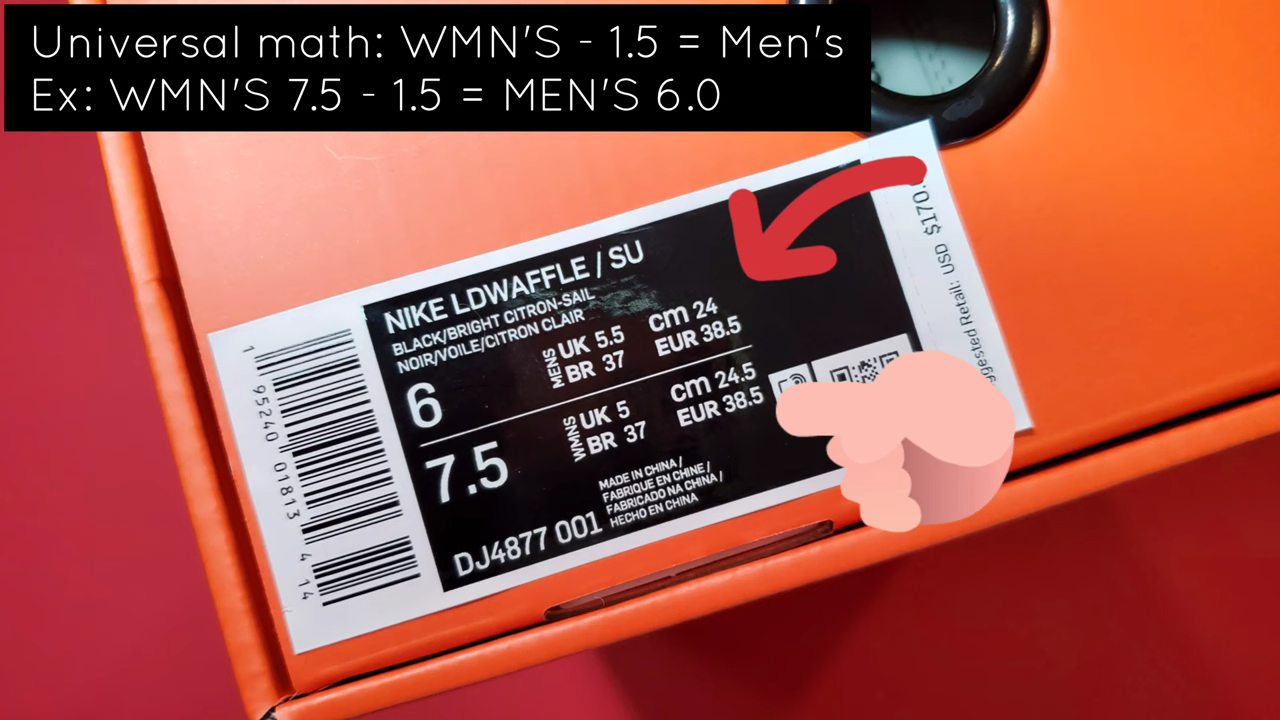 Universal math: WMN'S - 1.5 = Men's
Ex: WMN'S 7.5 - 1.5 = MEN'S 6.0
NIKE LDWAFFLE / SU
BLACK/BRIGHT CITRON-SAIL
NOIR/VOILE/CITRON CLAIR
6
MENS
UK 5.5
BR 37
cm 24
EUR 38.5
7.5
WMNS
UK 5
BR 37
cm 24.5
EUR 38.5
MADE IN CHINA /
FABRIQUE EN CHINE /
FABRICADO NA CHINA /
HECHO EN CHINA
DJ4877 001
1 95240 01813 4 14
Retail: USD $170.